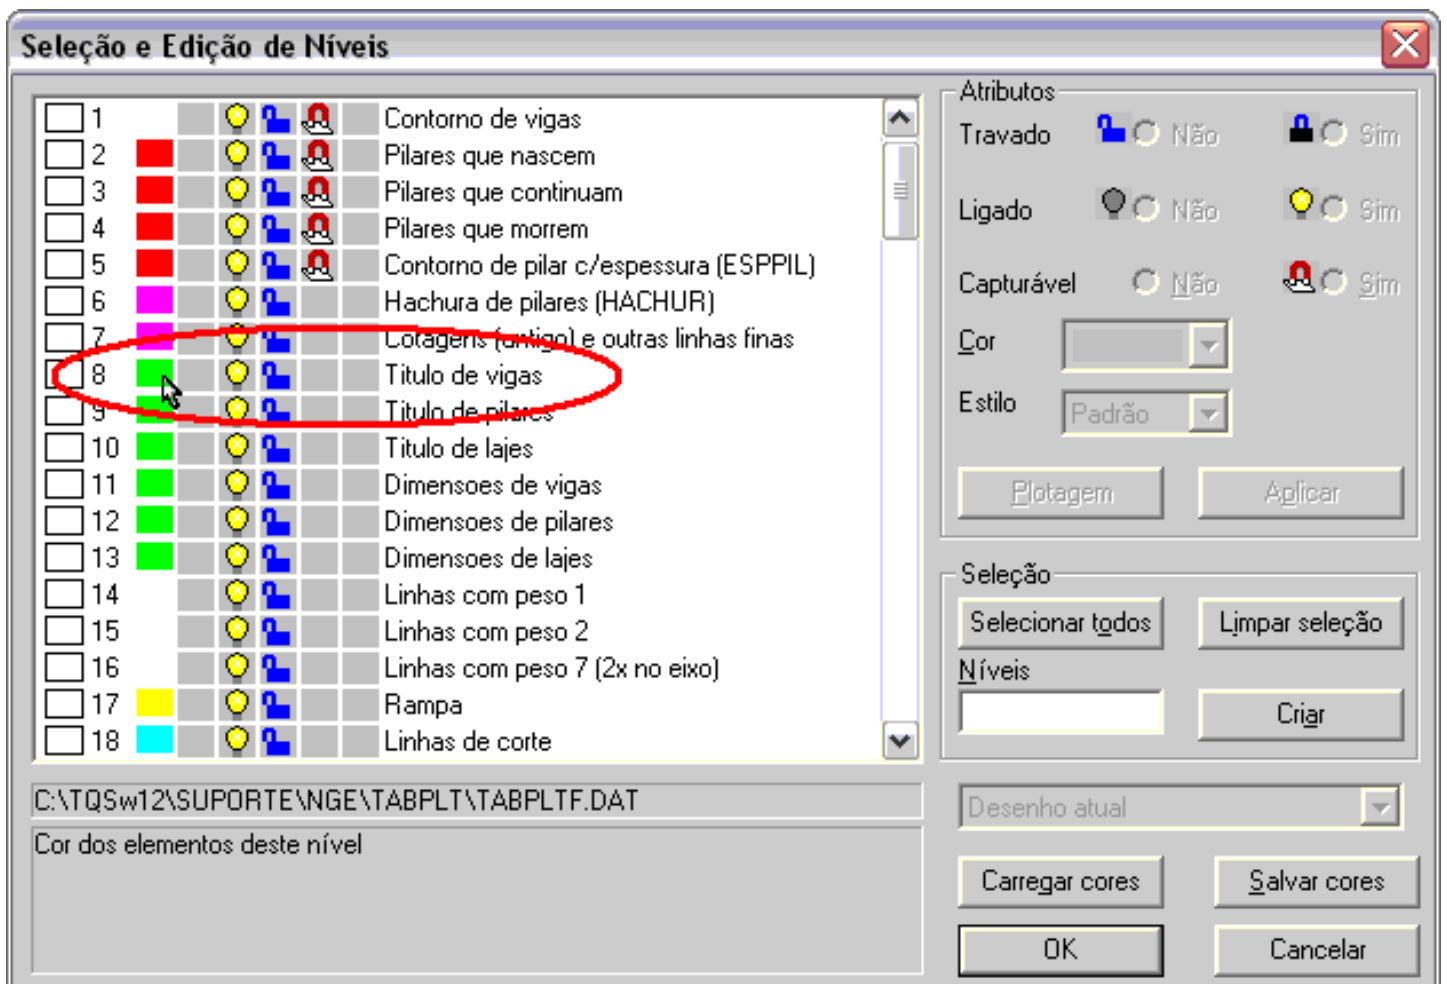 Seleção e Edição de Níveis
1 Contorno de vigas
2 Pilares que nascem
3 Pilares que continuam
4 Pilares que morrem
5 Contorno de pilar c/espessura (ESPPIL)
6 Hachura de pilares (HACHUR)
7 Cotagens (antigo) e outras linhas finas
8 Titulo de vigas
9 Titulo de pilares
10 Titulo de lajes
11 Dimensoes de vigas
12 Dimensoes de pilares
13 Dimensoes de lajes
14 Linhas com peso 1
15 Linhas com peso 2
16 Linhas com peso 7 (2x no eixo)
17 Rampa
18 Linhas de corte
C:\TQSw12\SUPORTE\NGE\TABPLT\TABPLTF.DAT
Cor dos elementos deste nível
Atributos
Travado Não Sim
Ligado Não Sim
Capturável Não Sim
Cor
Estilo Padrão
Plotagem Aplicar
Seleção
Selecionar todos Limpar seleção
Níveis
Criar
Desenho atual
Carregar cores Salvar cores
OK Cancelar